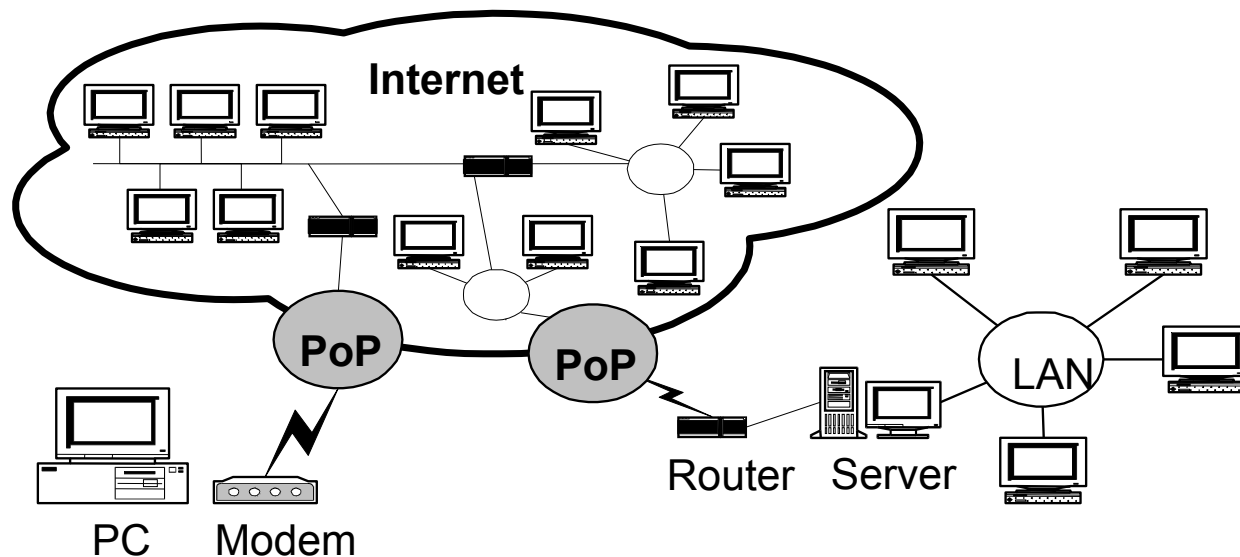 Internet
PoP
PoP
LAN
Router
Server
PC
Modem